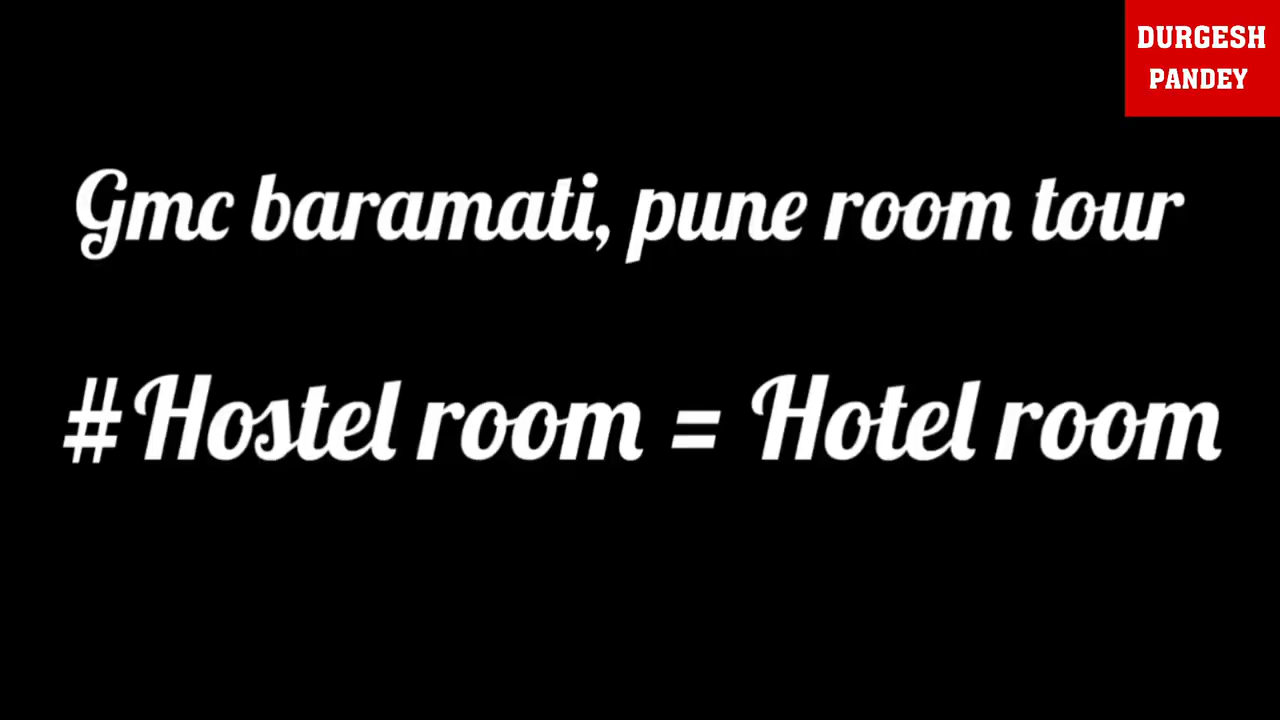 DURGESH
PANDEY
Gmc baramati, pune room tour
#Hostel room = Hotel room